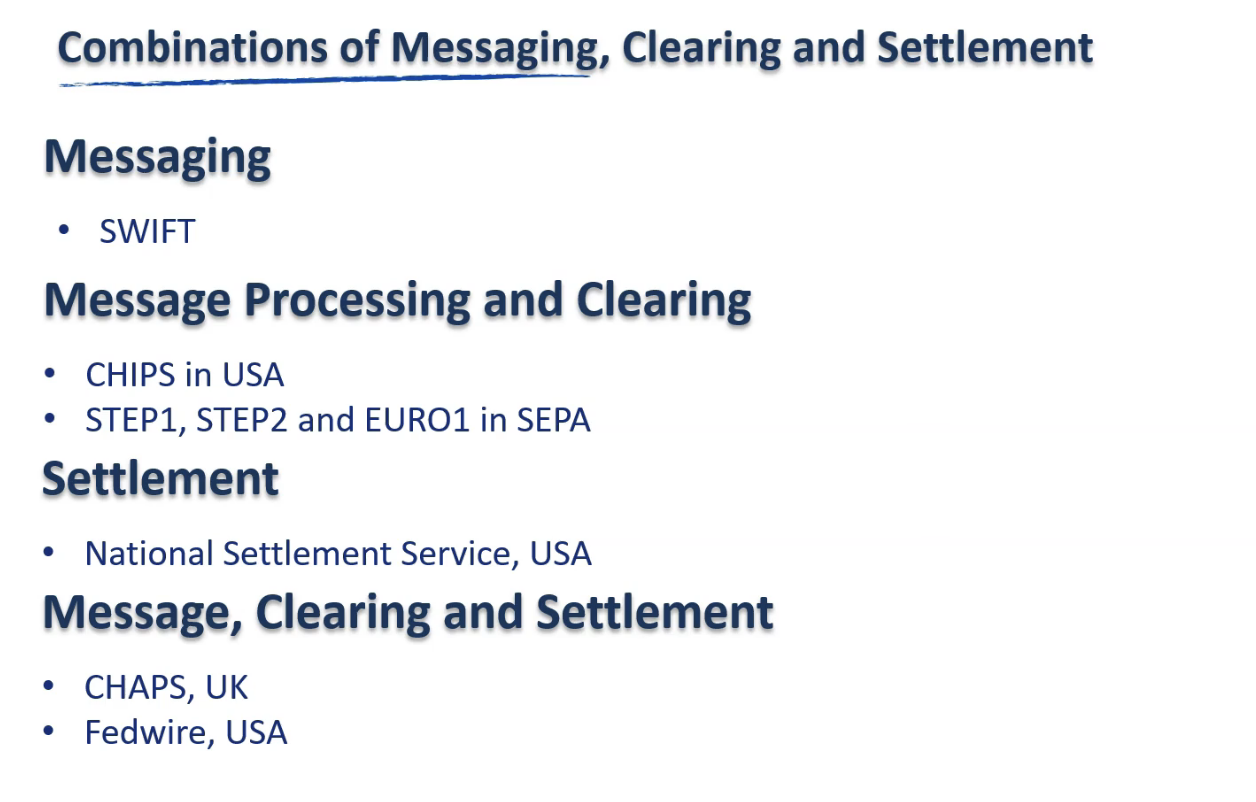 Combinations of Messaging, Clearing and Settlement
Messaging
• SWIFT
Message Processing and Clearing
• CHIPS in USA
• STEP1, STEP2 and EURO1 in SEPA
Settlement
• National Settlement Service, USA
Message, Clearing and Settlement
• CHAPS, UK
• Fedwire, USA